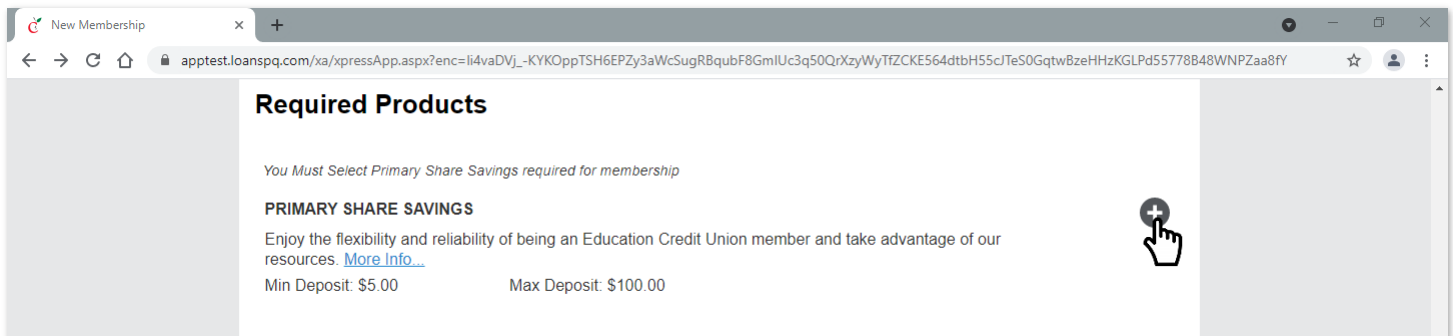 New Membership
apptest.loanspq.com/xa/xpressApp.aspx?enc=Ii4vaDVj_-KYKOppTSH6EPZy3aWcSugRBqubF8GmIUc3q50QrXzyWyTfZCKE564dtbH55cJTeS0GqtwBzeHHzKGLPd55778B48WNPZaa8fY
Required Products
You Must Select Primary Share Savings required for membership
PRIMARY SHARE SAVINGS
Enjoy the flexibility and reliability of being an Education Credit Union member and take advantage of our
resources. More Info...
Min Deposit: $5.00 Max Deposit: $100.00